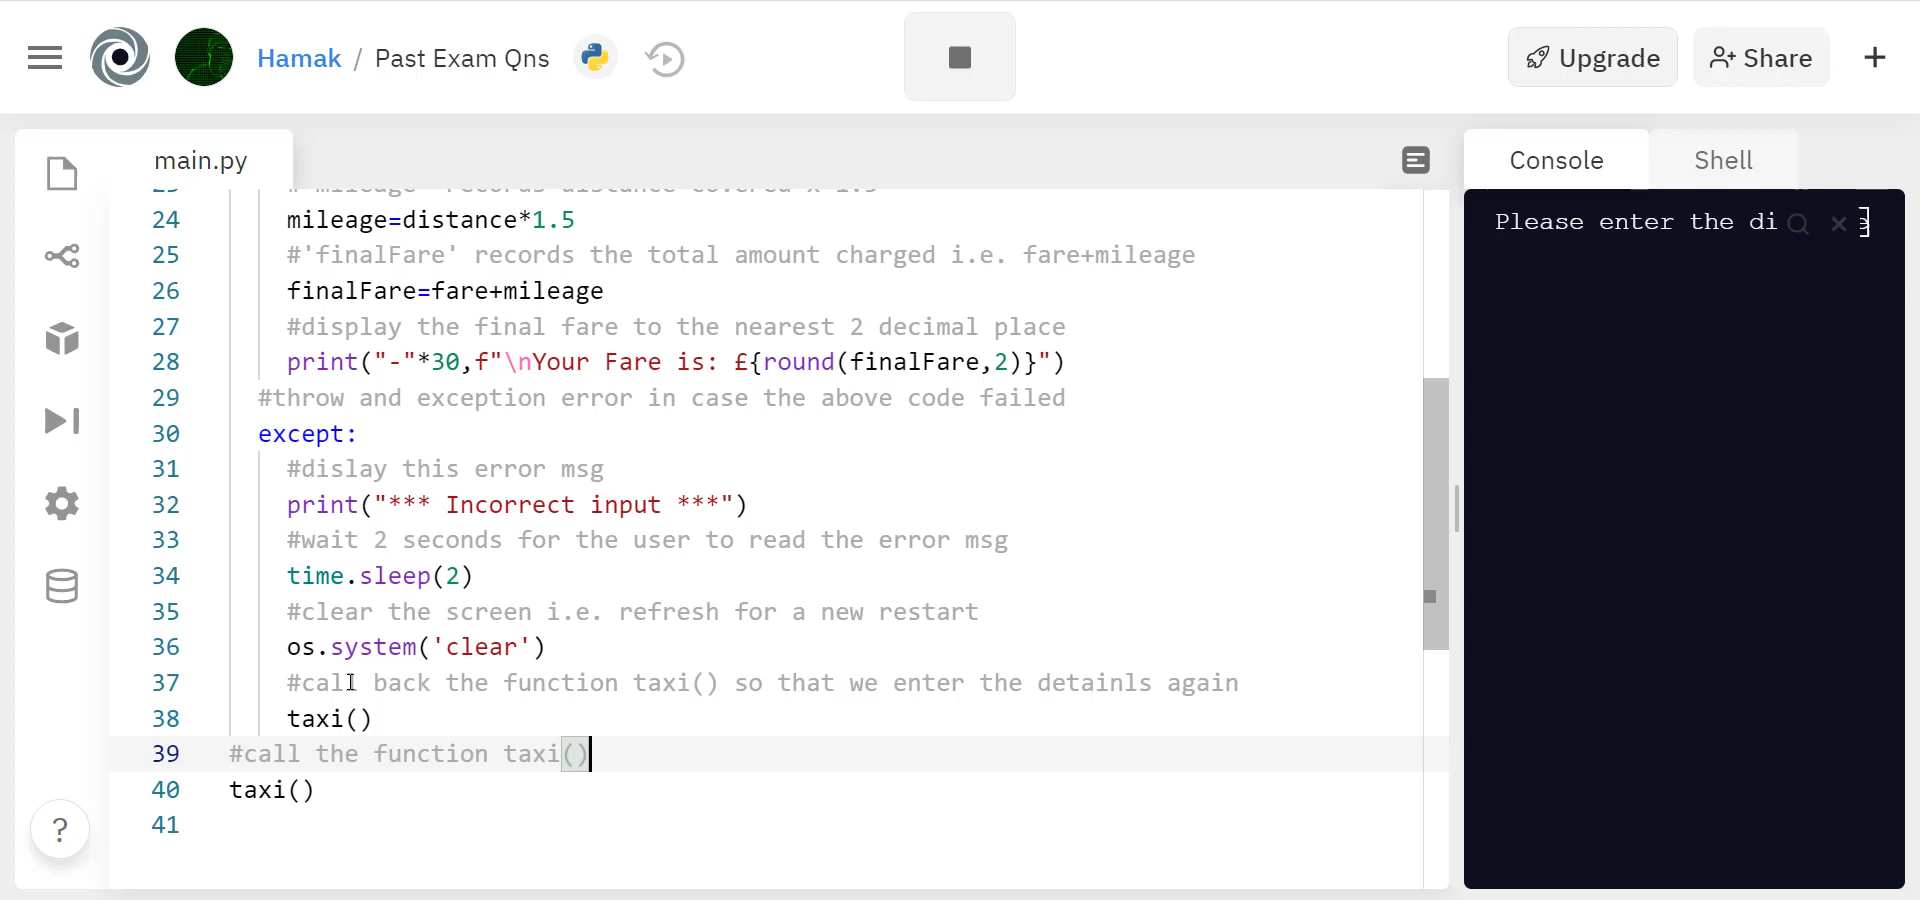 Hamak / Past Exam Qns
Upgrade
Share
main.py
Console
Shell
24 mileage=distance*1.5
25 #'finalFare' records the total amount charged i.e. fare+mileage
26 finalFare=fare+mileage
27 #display the final fare to the nearest 2 decimal place
28 print("-"*30,f"\nYour Fare is: £{round(finalFare,2)}")
29 #throw and exception error in case the above code failed
30 except:
31 #dislay this error msg
32 print("*** Incorrect input ***")
33 #wait 2 seconds for the user to read the error msg
34 time.sleep(2)
35 #clear the screen i.e. refresh for a new restart
36 os.system('clear')
37 #call back the function taxi() so that we enter the detainls again
38 taxi()
39 #call the function taxi()
40 taxi()
41
?
Please enter the di